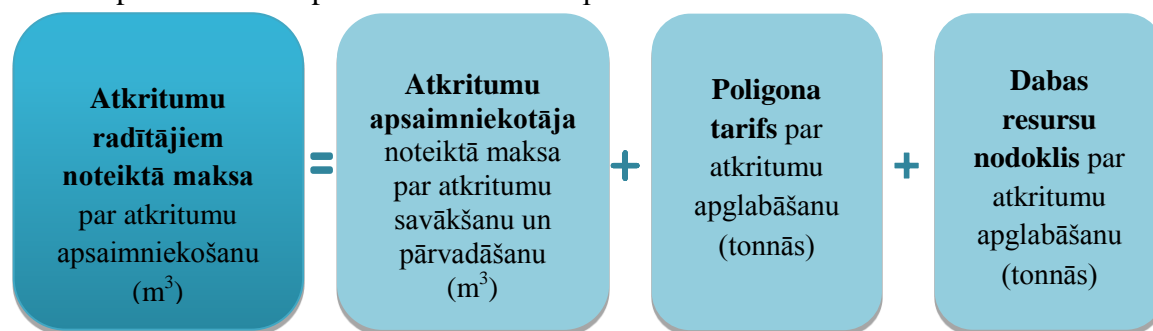 Atkritumu
radītājiem
noteiktā maksa
par atkritumu
apsaimniekošanu
(m³)
=
Atkritumu
apsaimniekotāja
noteiktā maksa
par atkritumu
savākšanu un
pārvadāšanu
(m³)
+
Poligona
tarifs par
atkritumu
apglabāšanu
(tonnās)
+
Dabas
resursu
nodoklis par
atkritumu
apglabāšanu
(tonnās)